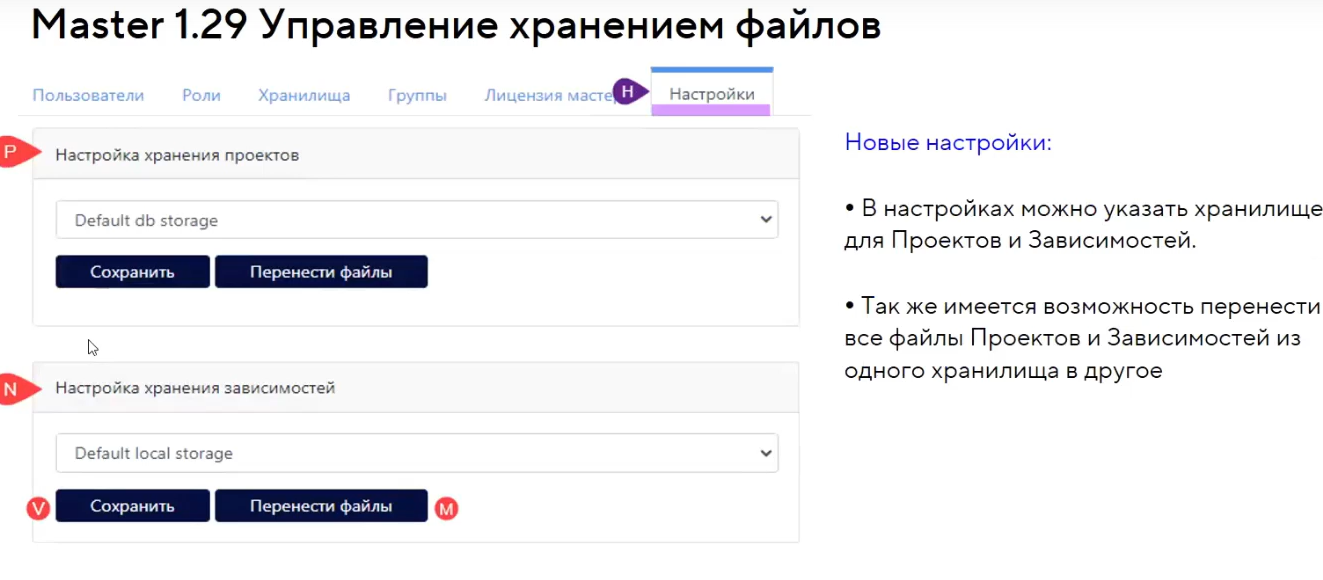 Master 1.29 Управление хранением файлов
Пользователи Роли Хранилища Группы Лицензия масте H Настройки
P Настройка хранения проектов
Default db storage
Сохранить Перенести файлы
N Настройка хранения зависимостей
Default local storage
V Сохранить Перенести файлы M
Новые настройки:
• В настройках можно указать хранилище
для Проектов и Зависимостей.
• Так же имеется возможность перенести
все файлы Проектов и Зависимостей из
одного хранилища в другое